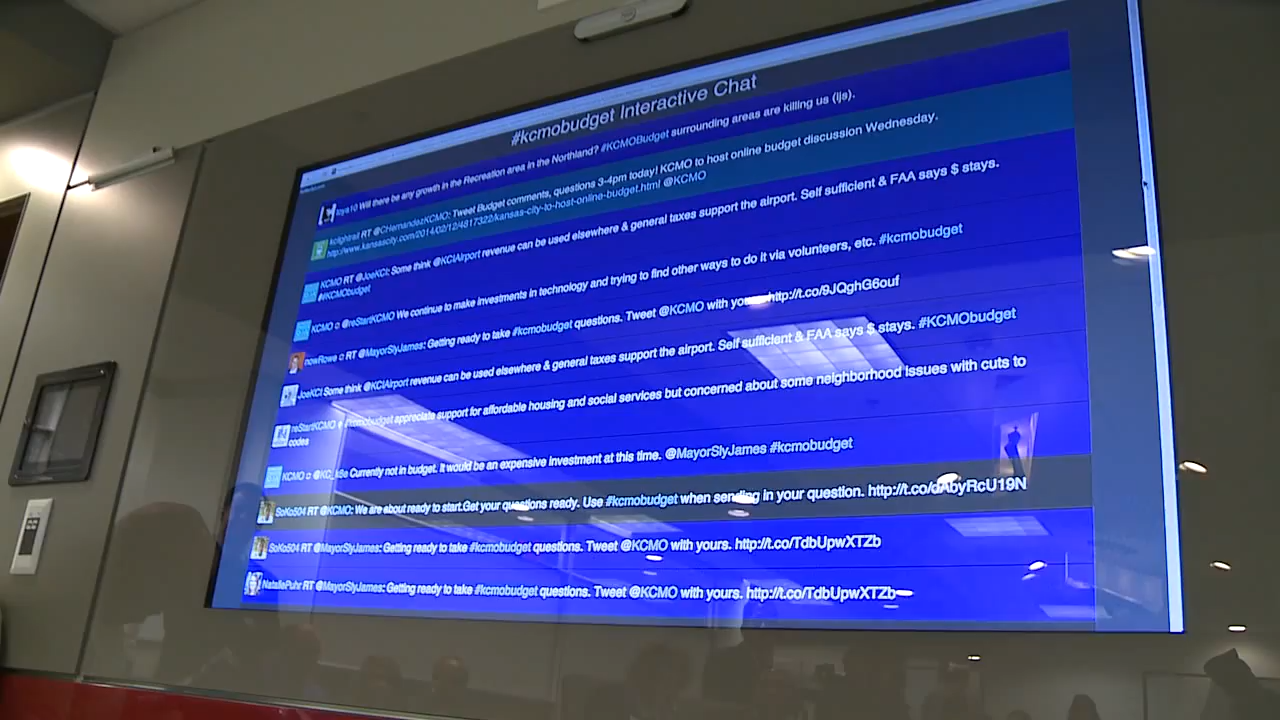 #kcmobudget Interactive Chat
Will there be any growth in the Recreation area in the Northland? #KCMOBudget surrounding areas are killing us (ijs).
kclightrail RT @CHernandezKCMO: Tweet Budget comments, questions 3-4pm today! KCMO to host online budget discussion Wednesday.
http://www.kansascity.com/2014/02/12/4817322/kansas-city-to-host-online-budget.html @KCMO
KCMO RT @JoeKCI: Some think @KCIAirport revenue can be used elsewhere & general taxes support the airport. Self sufficient & FAA says $ stays.
#KCMObudget
KCMO @reStartKCMO We continue to make investments in technology and trying to find other ways to do it via volunteers, etc. #kcmobudget
nowRowe RT @MayorSlyJames: Getting ready to take #kcmobudget questions. Tweet @KCMO with yours. http://t.co/9JQghG6ouf
JoeKCI Some think @KCIAirport revenue can be used elsewhere & general taxes support the airport. Self sufficient & FAA says $ stays. #KCMObudget
reStartKCMO #kcmobudget appreciate support for affordable housing and social services but concerned about some neighborhood issues with cuts to
codes
KCMO @KC_k8e Currently not in budget. It would be an expensive investment at this time. @MayorSlyJames #kcmobudget
SoKo504 RT @KCMO: We are about ready to start.Get your questions ready. Use #kcmobudget when sending in your question. http://t.co/dAbyRcU19N
SoKo504 RT @MayorSlyJames: Getting ready to take #kcmobudget questions. Tweet @KCMO with yours. http://t.co/TdbUpwXTZb
NataliePuhr RT @MayorSlyJames: Getting ready to take #kcmobudget questions. Tweet @KCMO with yours. http://t.co/TdbUpwXTZb